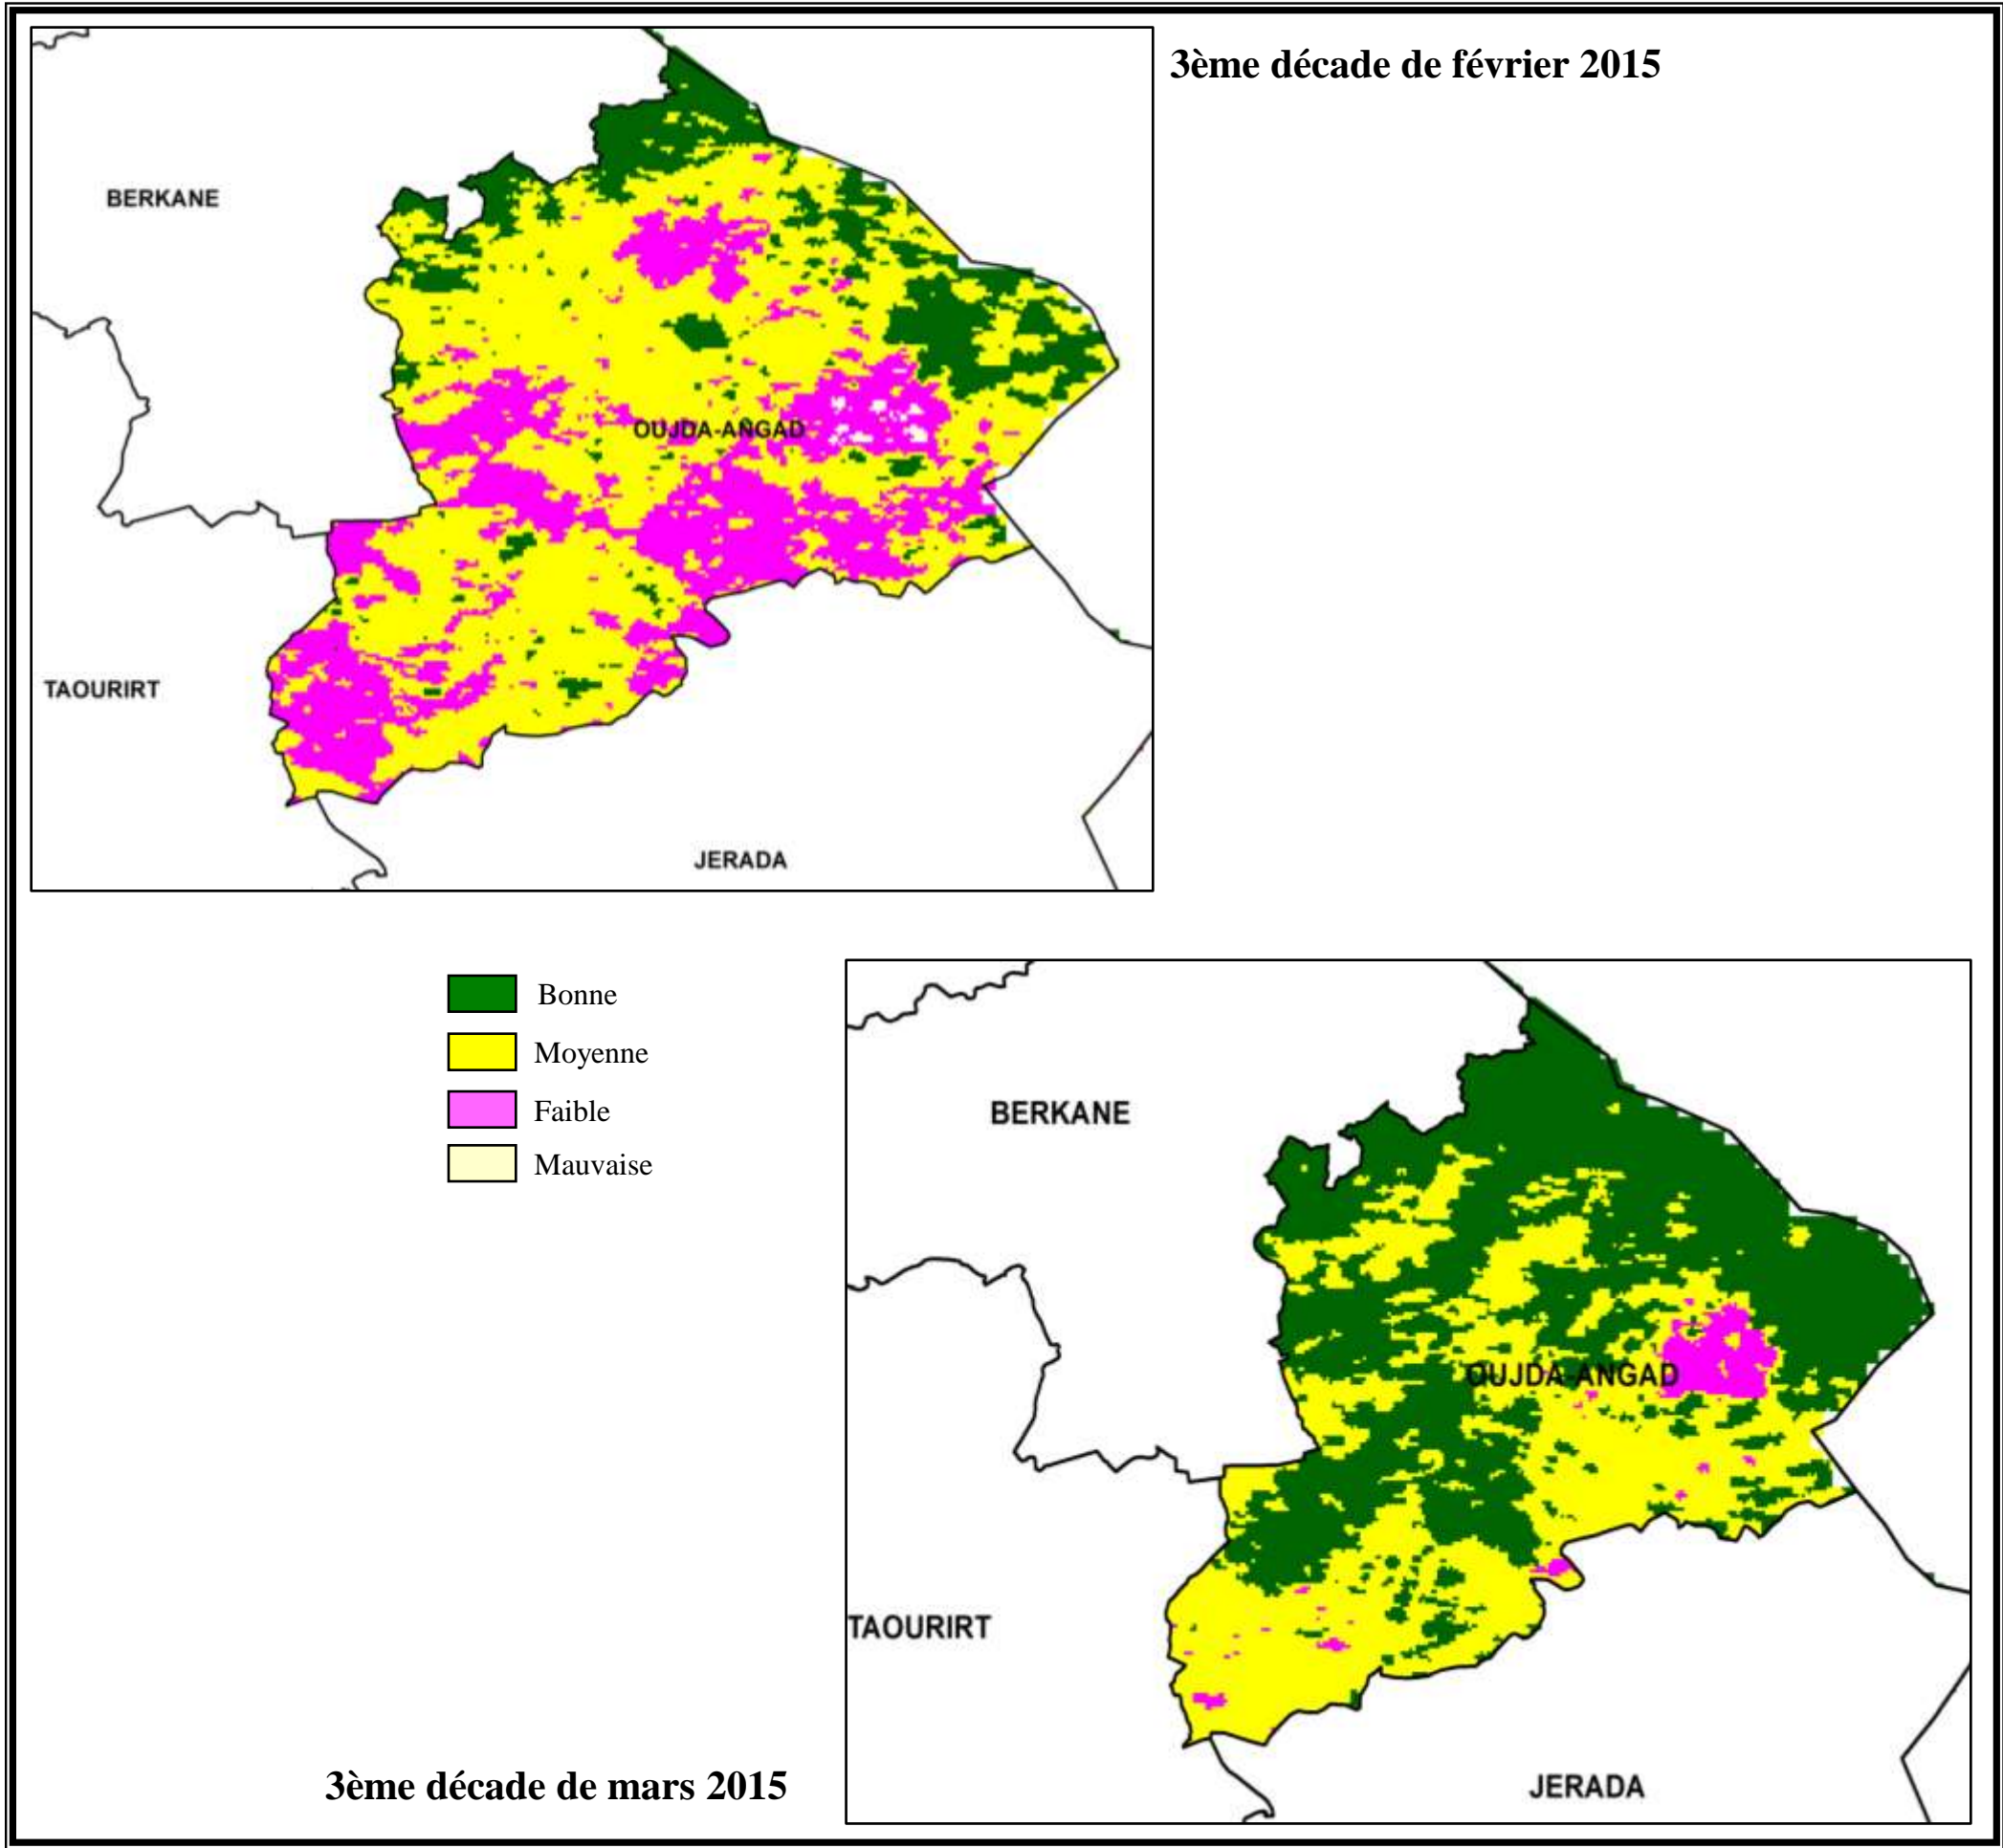 3ème décade de février 2015
BERKANE
OUJDA-ANGAD
TAOURIRT
JERADA
Bonne
Moyenne
Faible
Mauvaise
BERKANE
OUJDA-ANGAD
TAOURIRT
JERADA
3ème décade de mars 2015